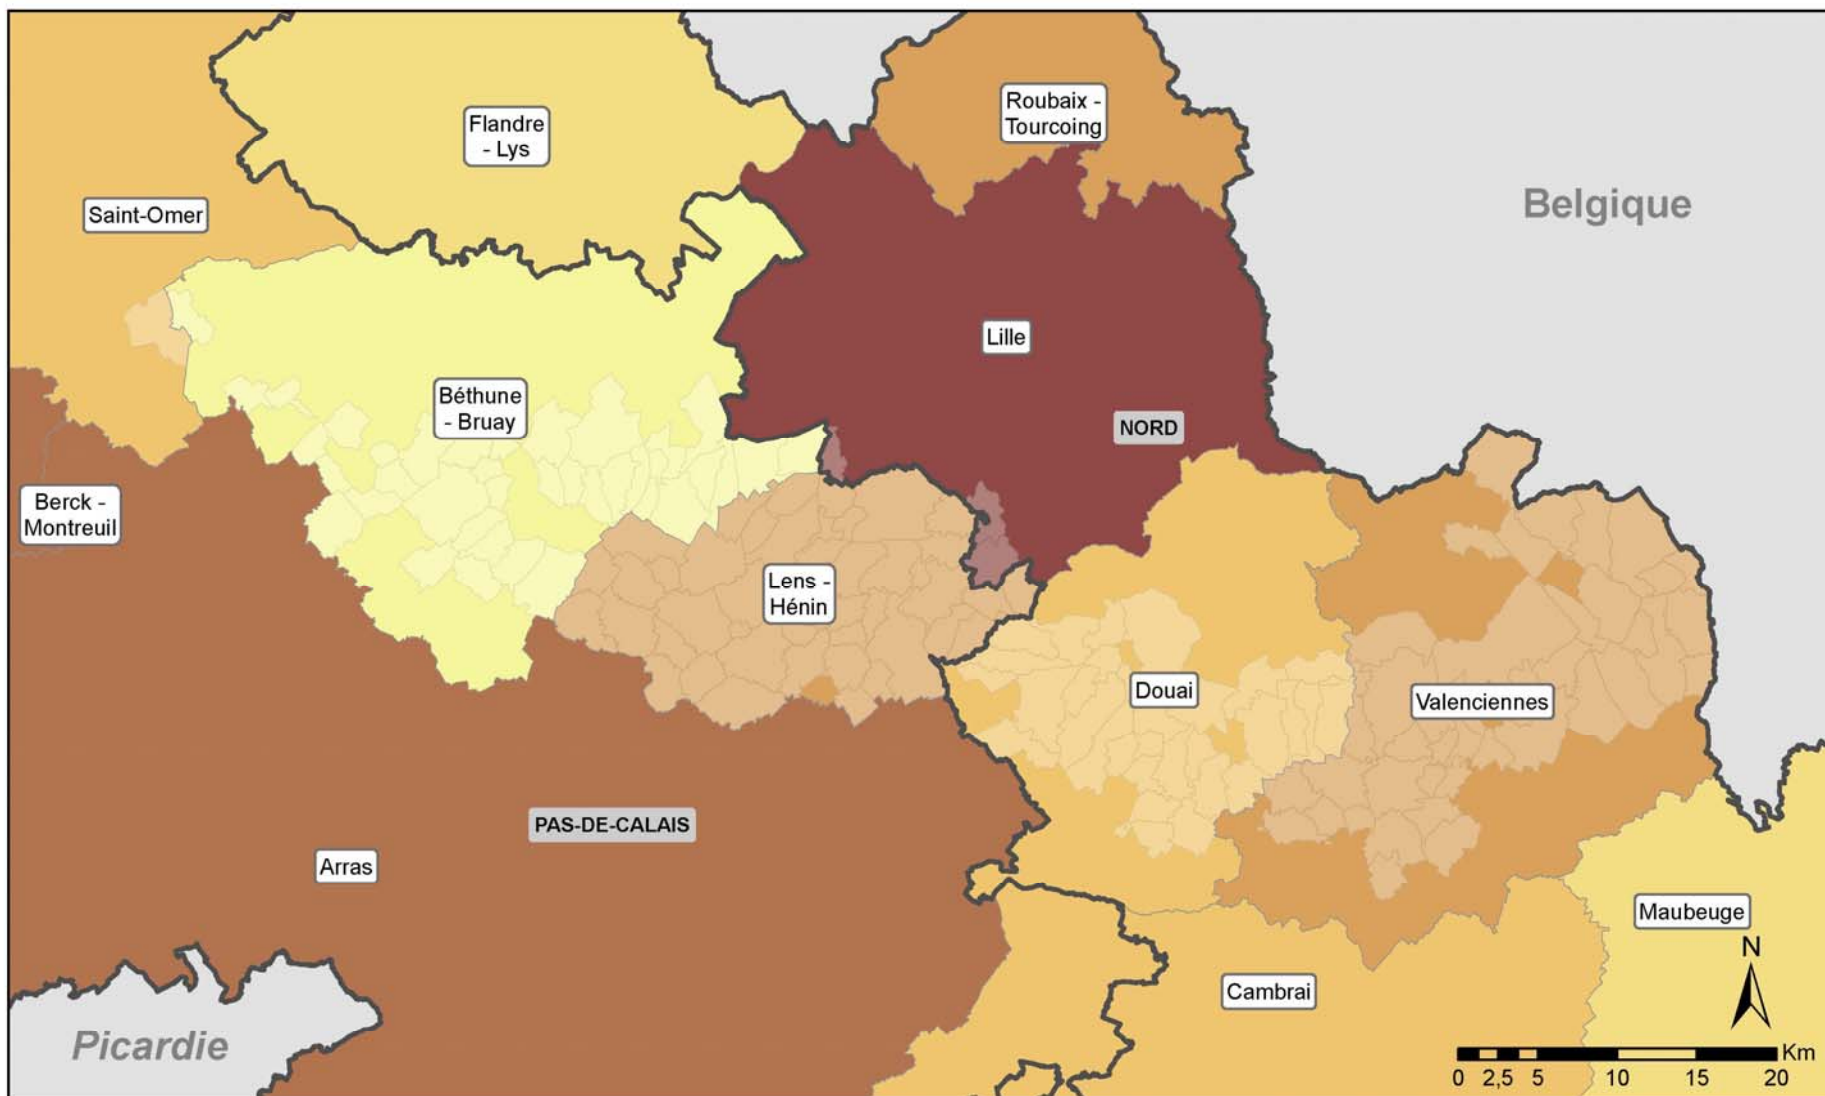 Roubaix -
Tourcoing
Flandre
- Lys
Belgique
Saint-Omer
Lille
Béthune
- Bruay
NORD
Berck -
Montreuil
Lens -
Hénin
Douai
Valenciennes
PAS-DE-CALAIS
Arras
Maubeuge
N
Cambrai
Picardie
Km
0 2,5 5 10 15 20